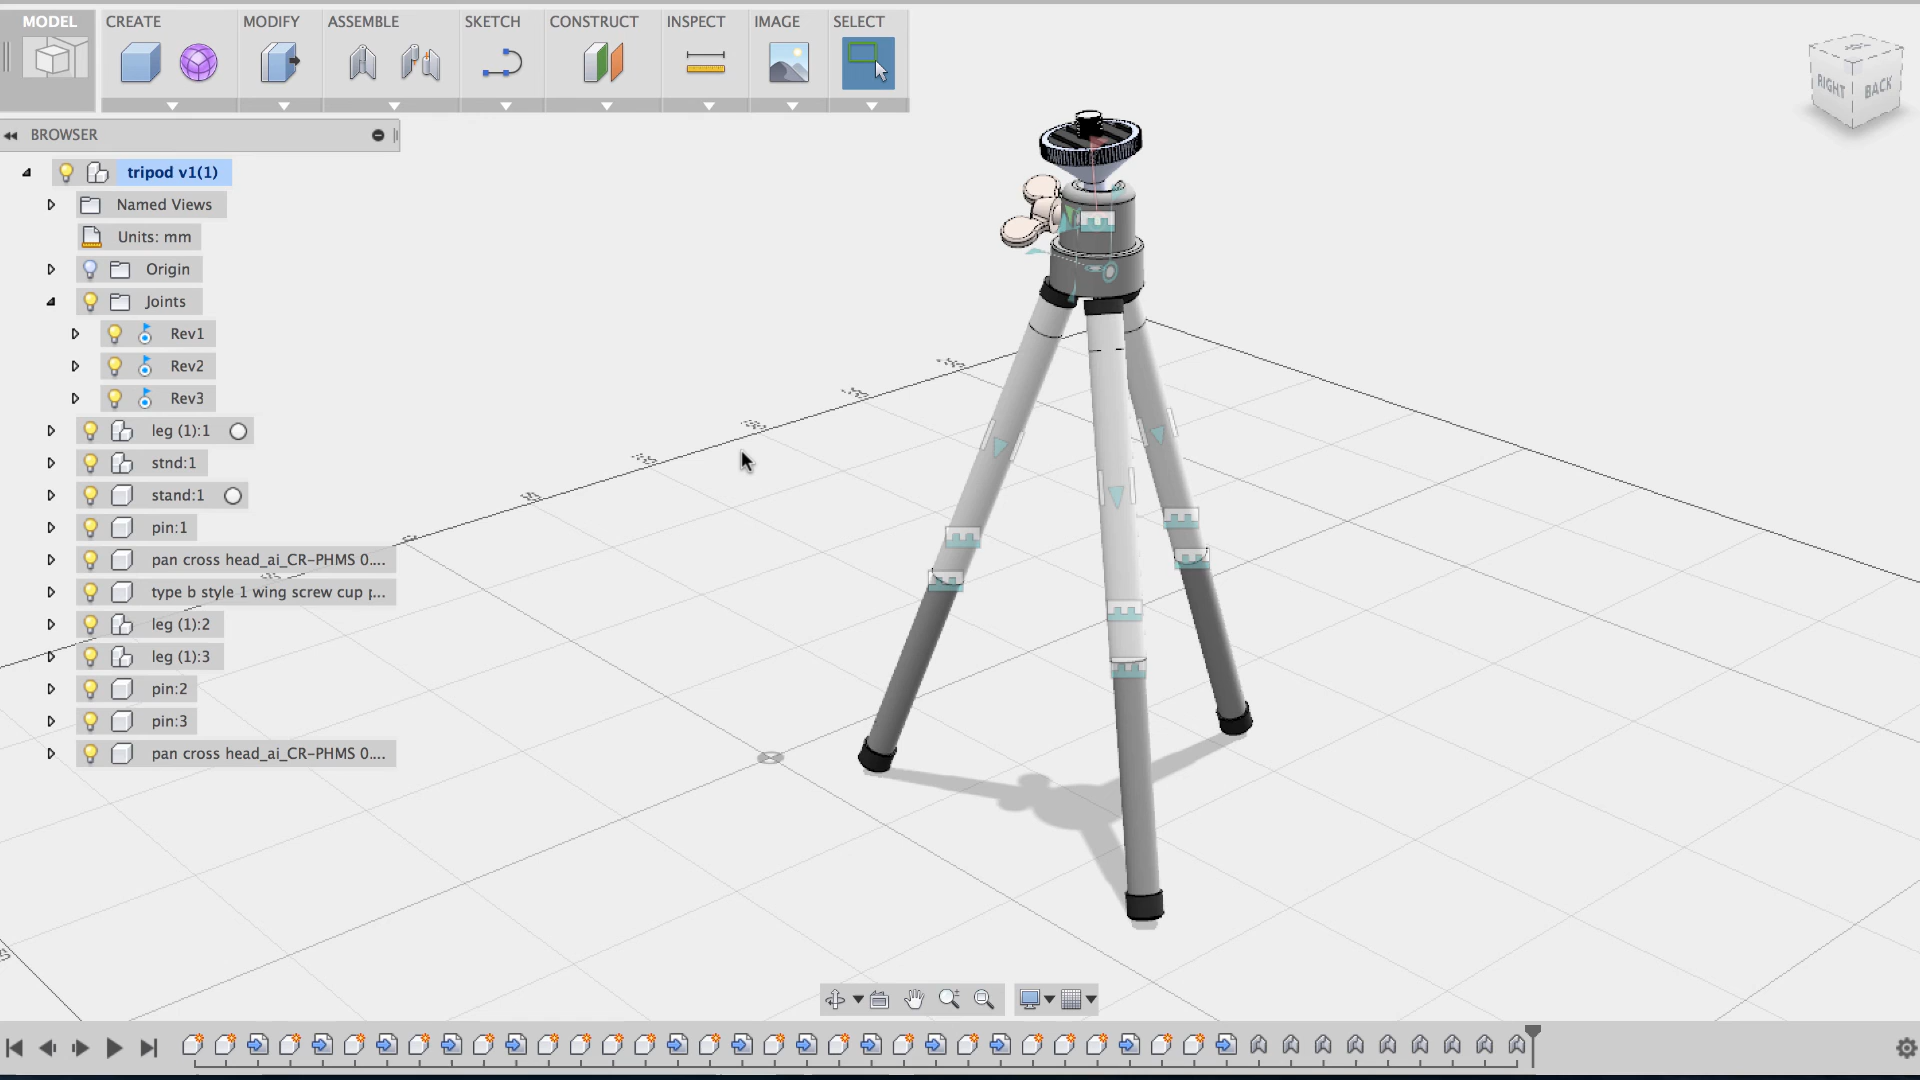 MODEL
CREATE
MODIFY
ASSEMBLE
SKETCH
CONSTRUCT
INSPECT
IMAGE
SELECT
RIGHT
BACK
BROWSER
tripod v1(1)
Named Views
Units: mm
Origin
Joints
Rev1
Rev2
Rev3
leg (1):1
stnd:1
stand:1
pin:1
pan cross head_ai_CR-PHMS 0....
type b style 1 wing screw cup p...
leg (1):2
leg (1):3
pin:2
pin:3
pan cross head_ai_CR-PHMS 0....